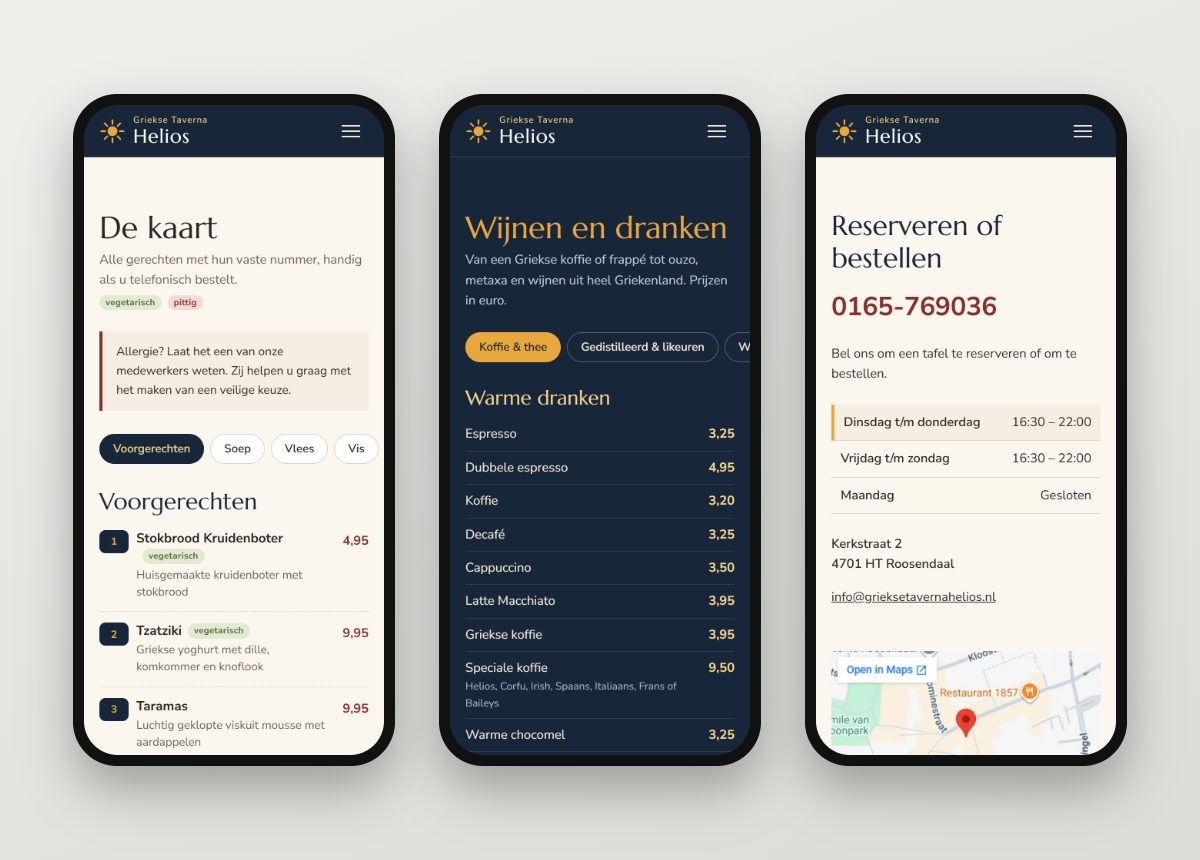 Griekse Taverna
Helios
De kaart
Alle gerechten met hun vaste nummer, handig
als u telefonisch bestelt.
vegetarisch pittig
Allergie? Laat het een van onze
medewerkers weten. Zij helpen u graag met
het maken van een veilige keuze.
Voorgerechten Soep Vlees Vis
Voorgerechten
1 Stokbrood Kruidenboter 4,95
vegetarisch
Huisgemaakte kruidenboter met
stokbrood
2 Tzatziki vegetarisch 9,95
Griekse yoghurt met dille,
komkommer en knoflook
3 Taramas 9,95
Luchtig geklopte viskuit mousse met
aardappelen
Griekse Taverna
Helios
Wijnen en dranken
Van een Griekse koffie of frappé tot ouzo,
metaxa en wijnen uit heel Griekenland. Prijzen
in euro.
Koffie & thee Gedistilleerd & likeuren W
Warme dranken
Espresso 3,25
Dubbele espresso 4,95
Koffie 3,20
Decafé 3,25
Cappuccino 3,50
Latte Macchiato 3,95
Griekse koffie 3,95
Speciale koffie 9,50
Helios, Corfu, Irish, Spaans, Italiaans, Frans of
Baileys
Warme chocomel 3,25
Griekse Taverna
Helios
Reserveren of
bestellen
0165-769036
Bel ons om een tafel te reserveren of om te
bestellen.
Dinsdag t/m donderdag 16:30 – 22:00
Vrijdag t/m zondag 16:30 – 22:00
Maandag Gesloten
Kerkstraat 2
4701 HT Roosendaal
info@grieksetavernahelios.nl
Open in Maps
Kloost
Restaurant 1857
ominestraat
mile van
oonpark
ingel